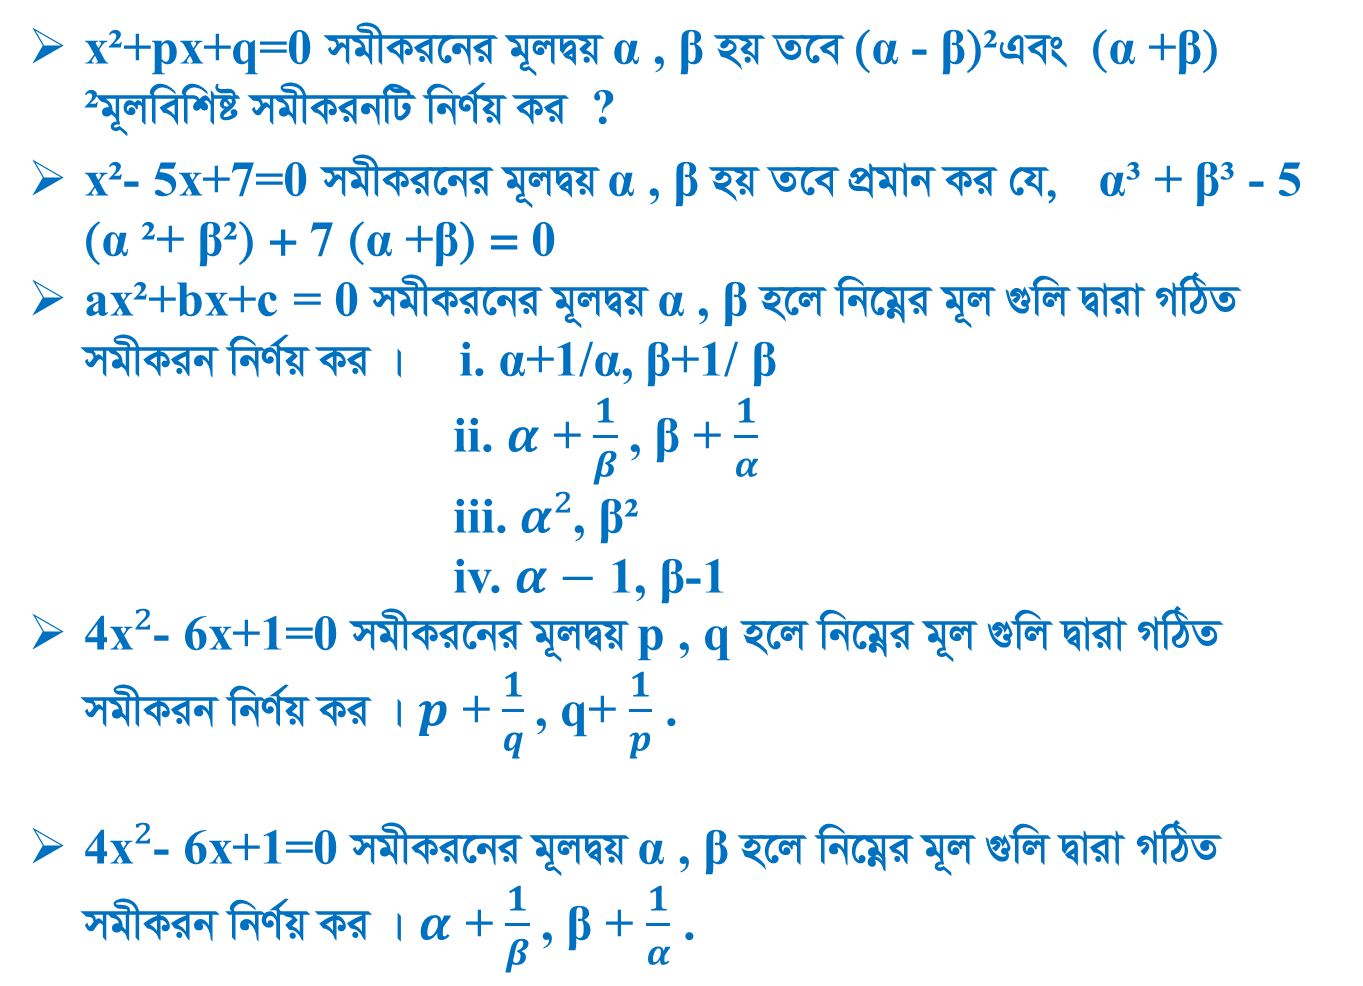 ➢ x²+px+q=0 সমীকরনের মূলদ্বয় α , β হয় তবে (α - β)²এবং (α +β)
²মূলবিশিষ্ট সমীকরনটি নির্ণয় কর ?
➢ x²- 5x+7=0 সমীকরনের মূলদ্বয় α , β হয় তবে প্রমান কর যে, α³ + β³ - 5
(α ²+ β²) + 7 (α +β) = 0
➢ ax²+bx+c = 0 সমীকরনের মূলদ্বয় α , β হলে নিম্নের মূল গুলি দ্বারা গঠিত
সমীকরন নির্ণয় কর । i. α+1/α, β+1/ β
ii. α + 1/β , β + 1/α
iii. α², β²
iv. α − 1, β-1
➢ 4x²- 6x+1=0 সমীকরনের মূলদ্বয় p , q হলে নিম্নের মূল গুলি দ্বারা গঠিত
সমীকরন নির্ণয় কর । p + 1/q , q+ 1/p .
➢ 4x²- 6x+1=0 সমীকরনের মূলদ্বয় α , β হলে নিম্নের মূল গুলি দ্বারা গঠিত
সমীকরন নির্ণয় কর । α + 1/β , β + 1/α .